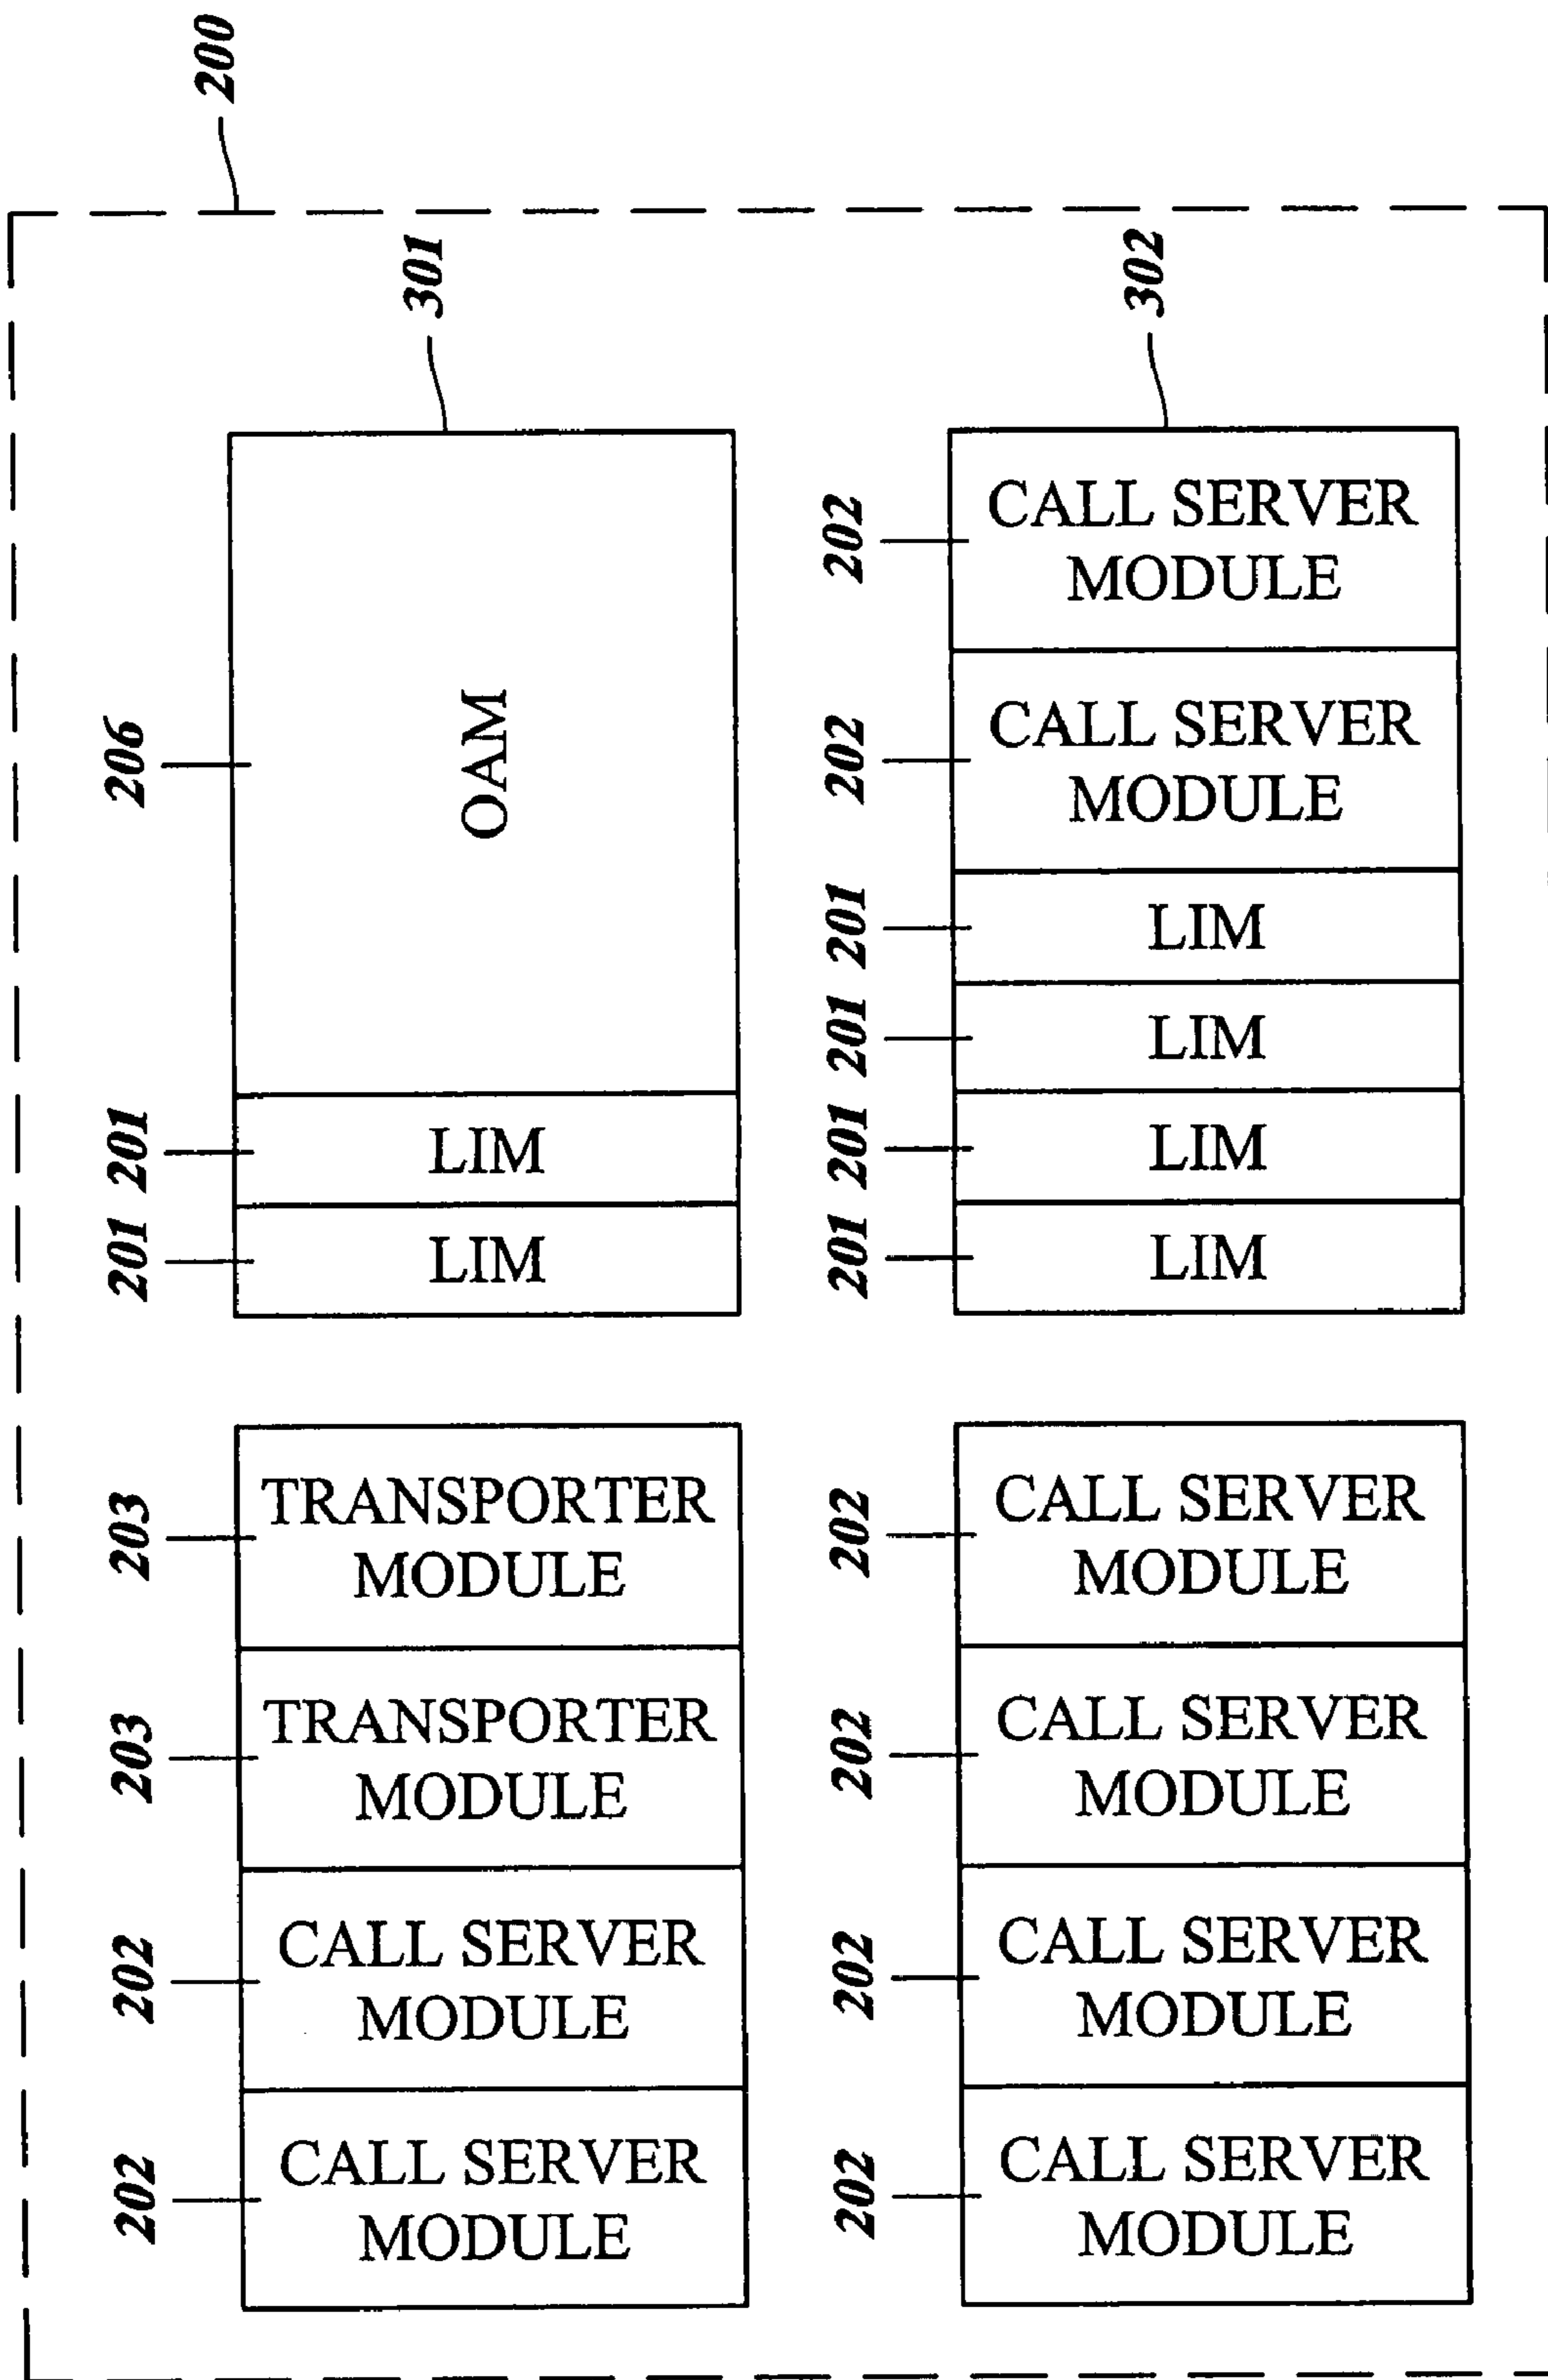 200
301
206
OAM
201
LIM
201
LIM
302
202
CALL SERVER
MODULE
202
CALL SERVER
MODULE
201
LIM
201
LIM
201
LIM
201
LIM
203
TRANSPORTER
MODULE
203
TRANSPORTER
MODULE
202
CALL SERVER
MODULE
202
CALL SERVER
MODULE
202
CALL SERVER
MODULE
202
CALL SERVER
MODULE
202
CALL SERVER
MODULE
202
CALL SERVER
MODULE